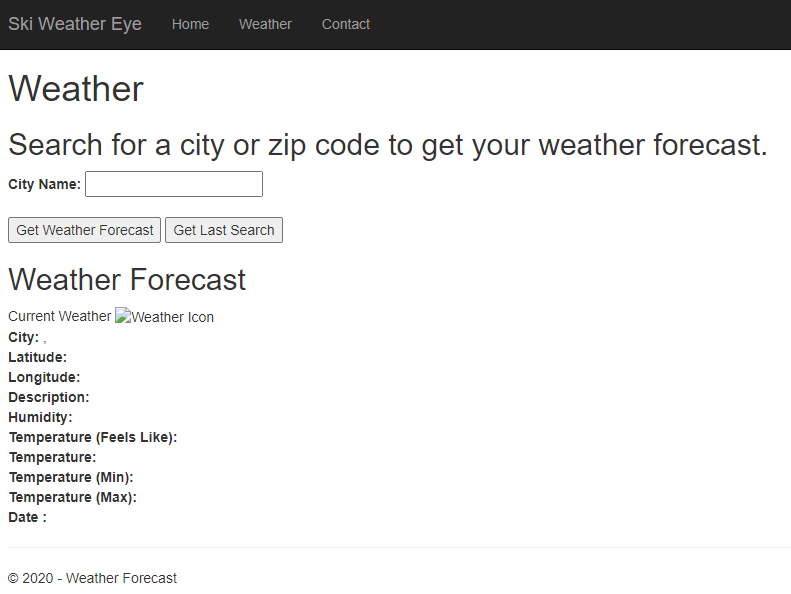 Ski Weather Eye Home Weather Contact
Weather
Search for a city or zip code to get your weather forecast.
City Name:
Get Weather Forecast Get Last Search
Weather Forecast
Current Weather Weather Icon
City: ,
Latitude:
Longitude:
Description:
Humidity:
Temperature (Feels Like):
Temperature:
Temperature (Min):
Temperature (Max):
Date :
© 2020 - Weather Forecast